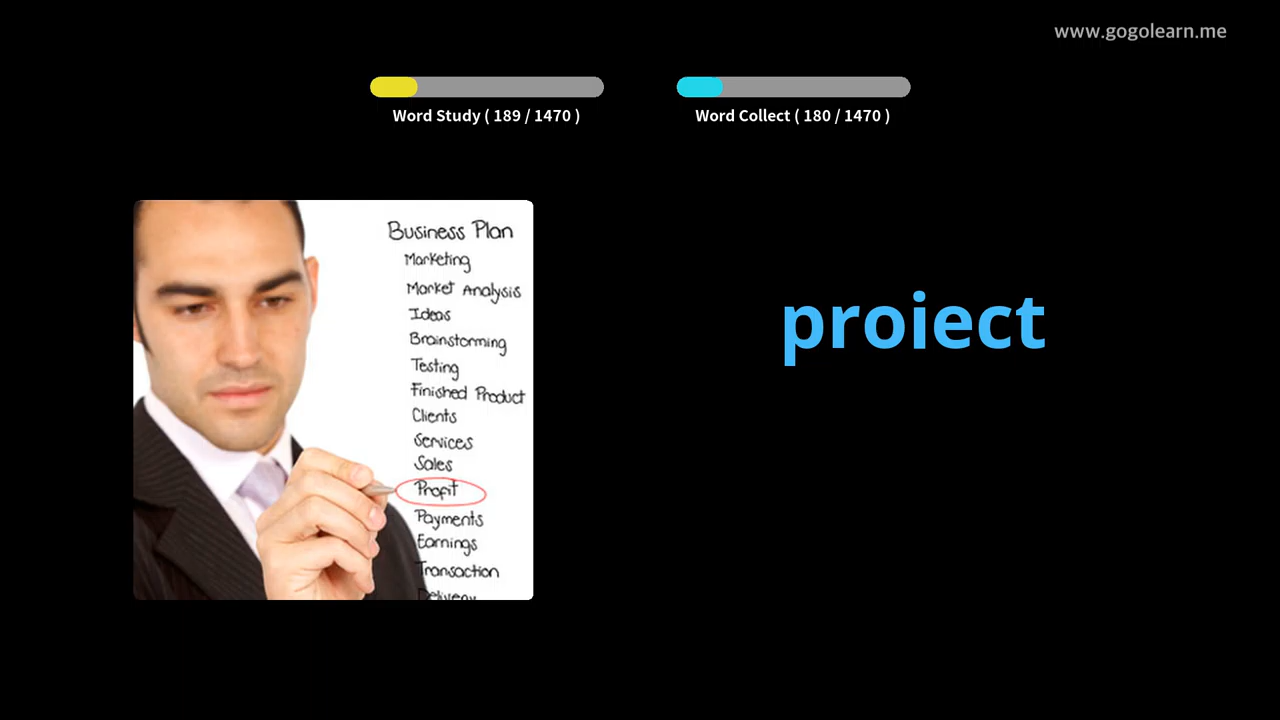 www.gogolearn.me
Word Study ( 189 / 1470 )
Word Collect ( 180 / 1470 )
Business Plan
Marketing
Market Analysis
Ideas
Brainstorming
Testing
Finished Product
Clients
Services
Sales
Profit
Payments
Earnings
Transaction
Delivery
proiect